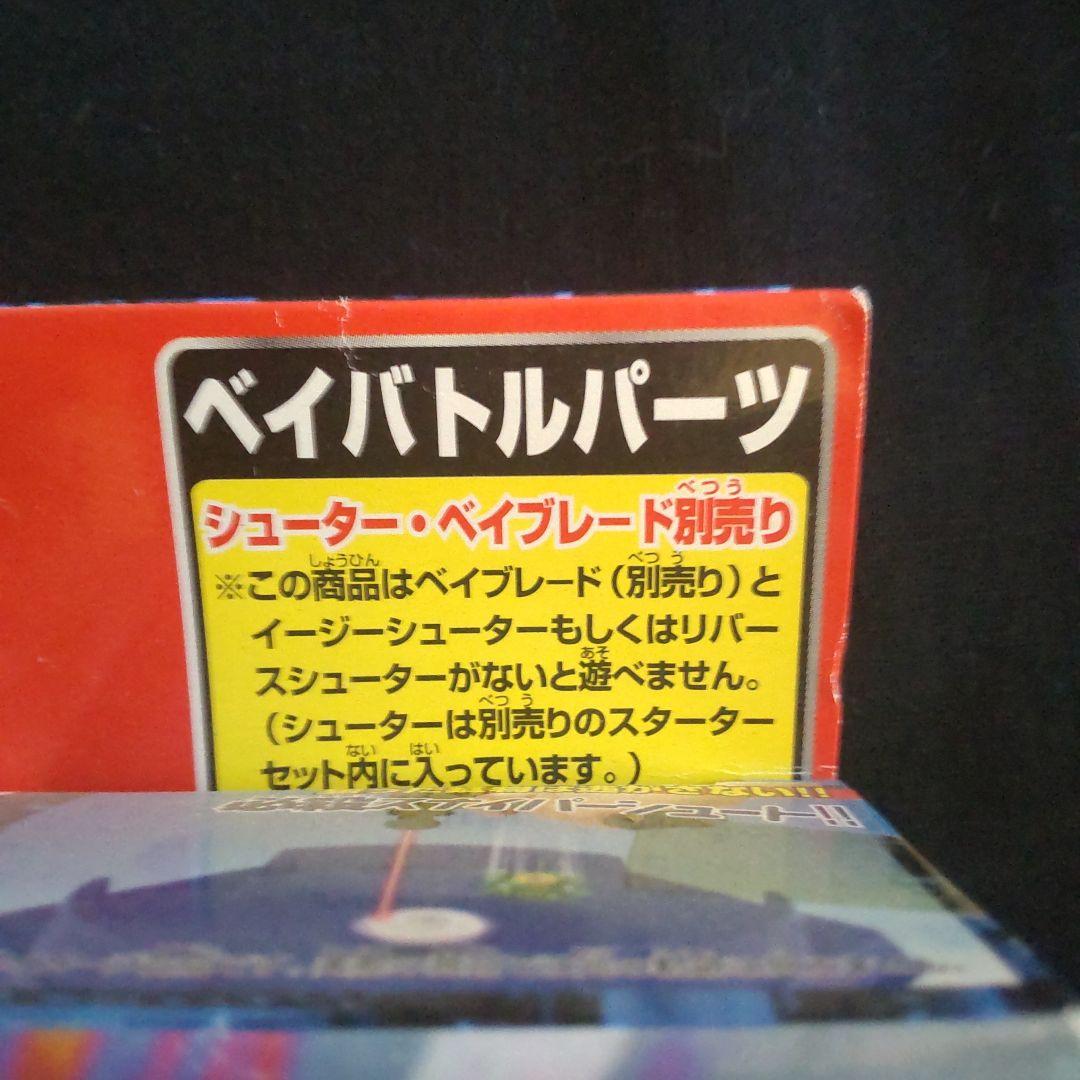 ベイバトルパーツ
シューター・ベイブレード別売り
※この商品はベイブレード（別売り）と
イージーシューターもしくはリバー
スシューターがないと遊べません。
（シューターは別売りのスターター
セット内に入っています。）